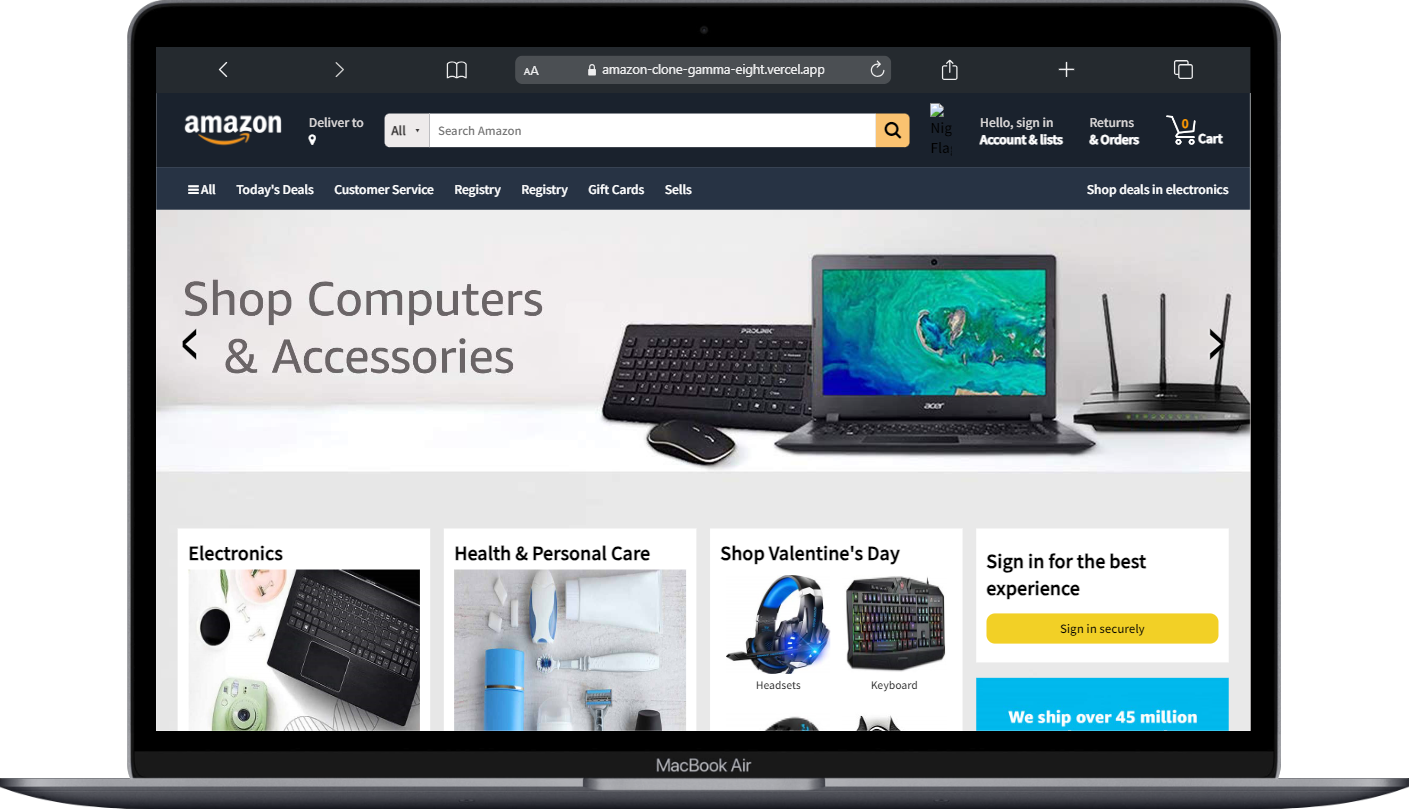 AA
amazon-clone-gamma-eight.vercel.app
amazon
Deliver to
All
Search Amazon
Nig
Fla
Hello, sign in
Account & lists
Returns
& Orders
0
Cart
All
Today's Deals
Customer Service
Registry
Registry
Gift Cards
Sells
Shop deals in electronics
Shop Computers
& Accessories
PROLINK
acer
Electronics
Health & Personal Care
Shop Valentine's Day
Headsets
Keyboard
Sign in for the best
experience
Sign in securely
We ship over 45 million
MacBook Air